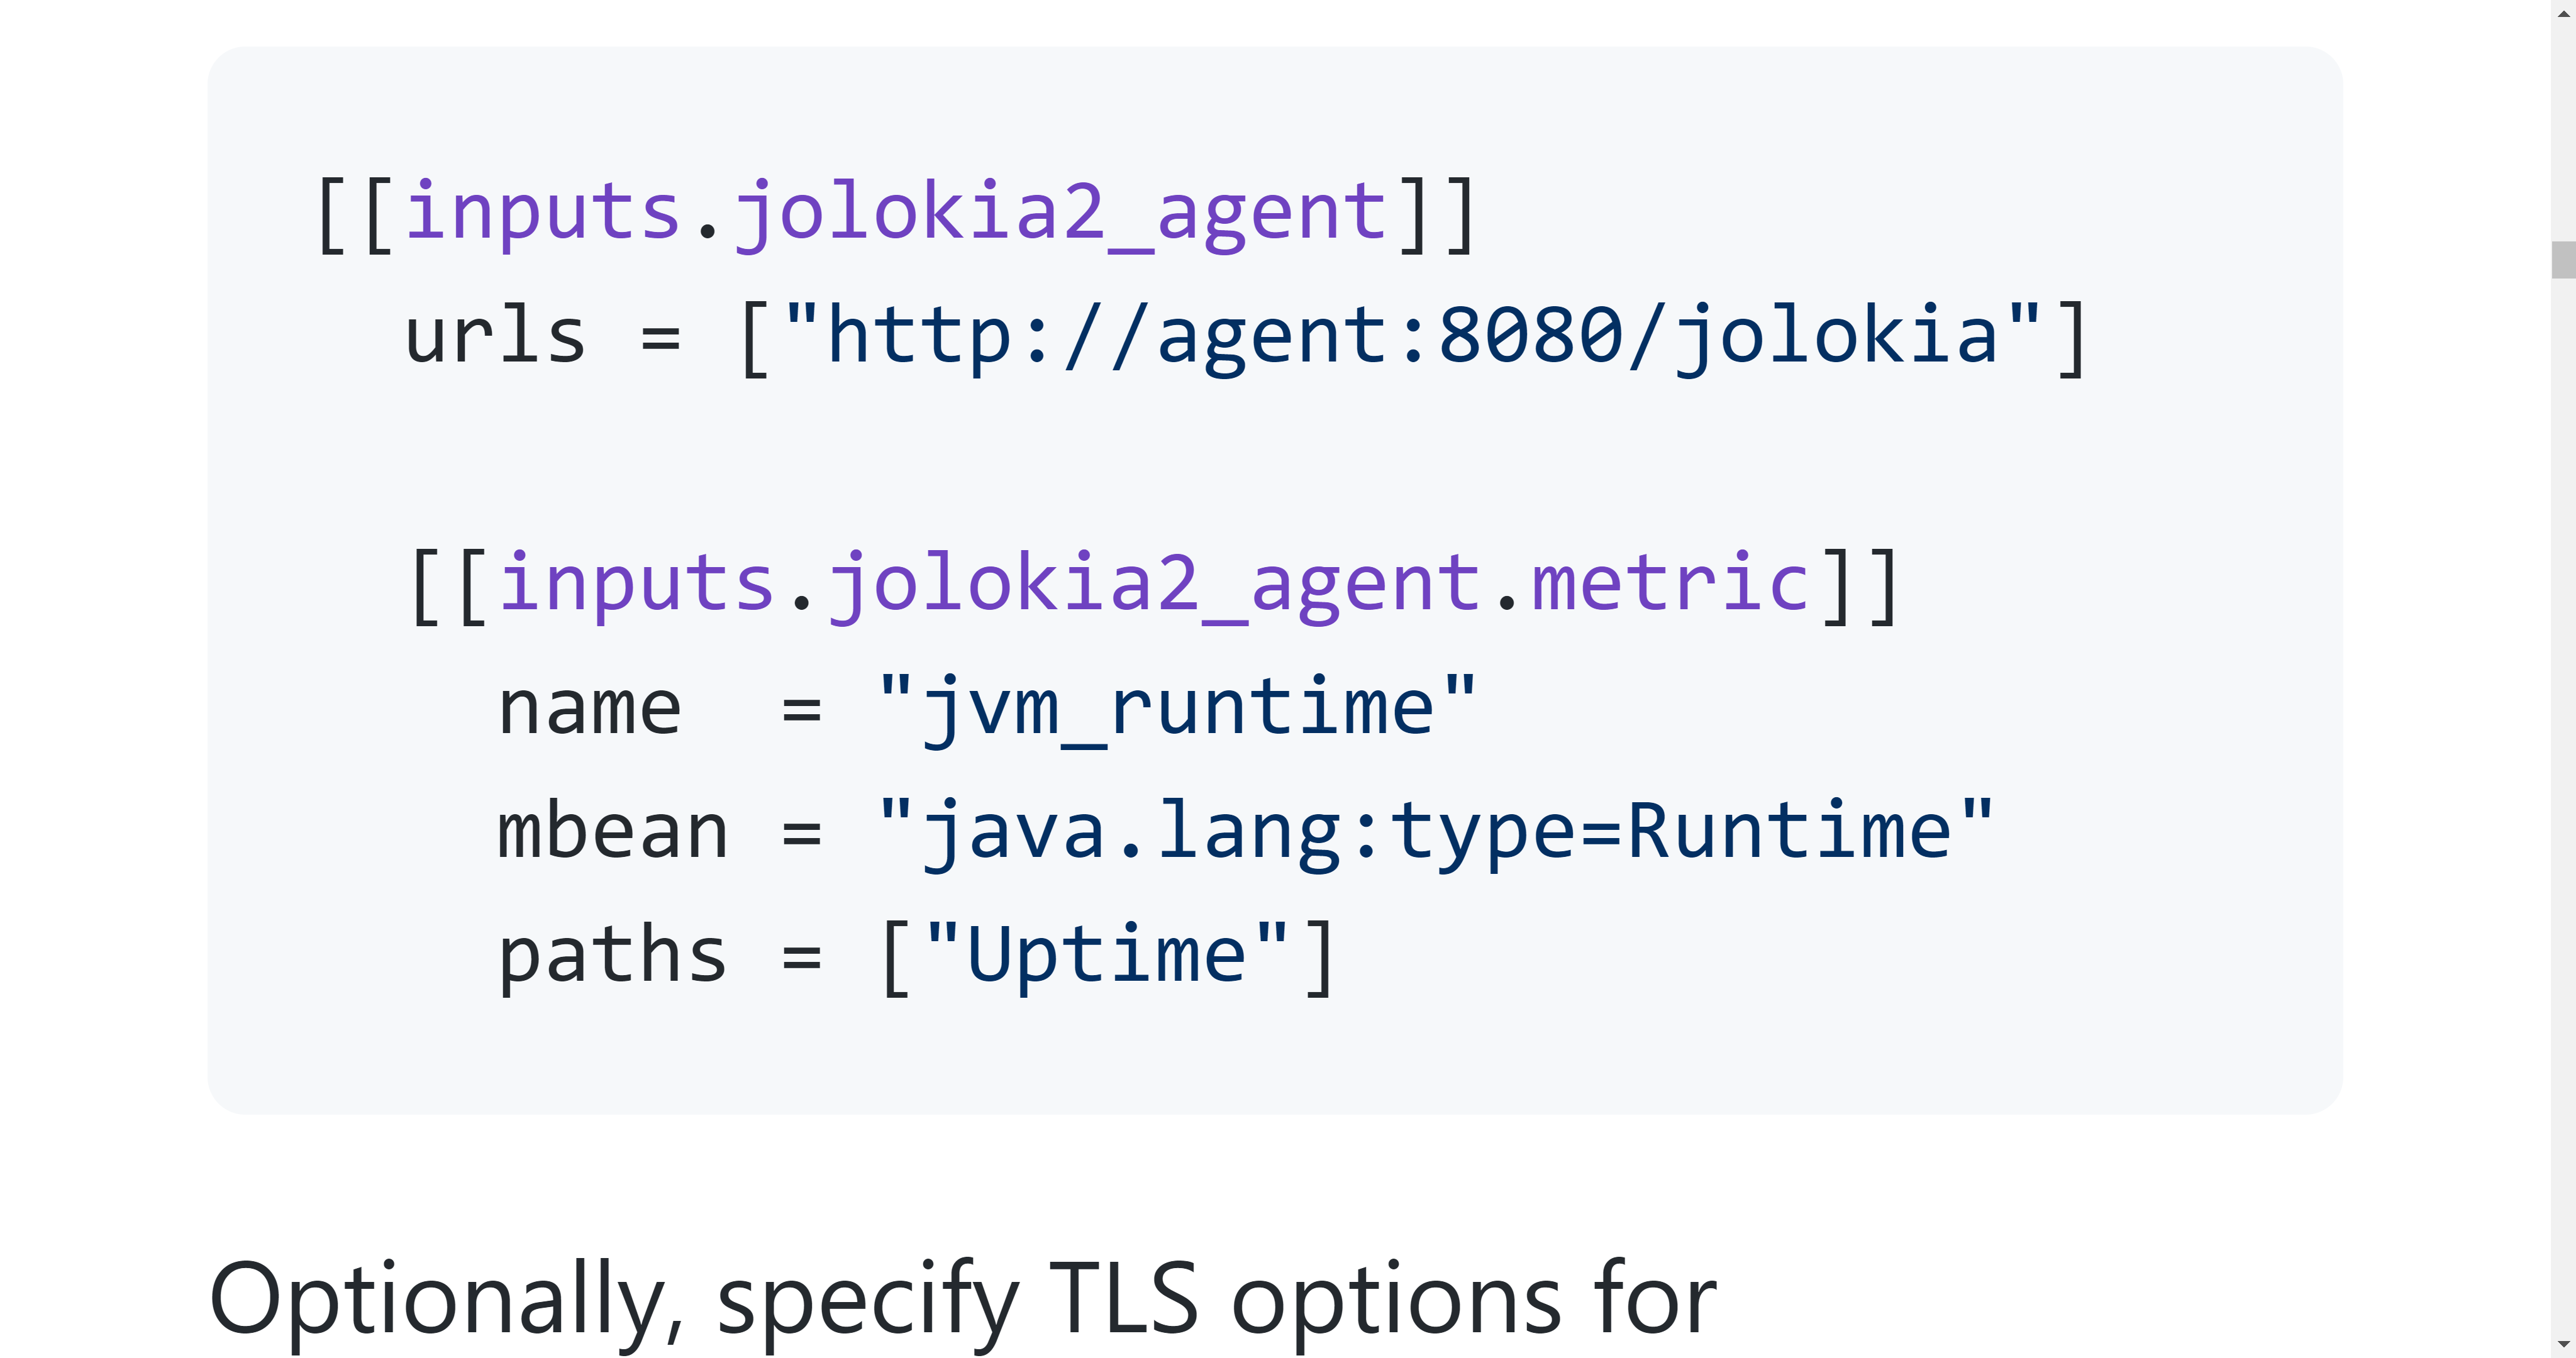 [[inputs.jolokia2_agent]]
  urls = ["http://agent:8080/jolokia"]

  [[inputs.jolokia2_agent.metric]]
    name  = "jvm_runtime"
    mbean = "java.lang:type=Runtime"
    paths = ["Uptime"]

Optionally, specify TLS options for